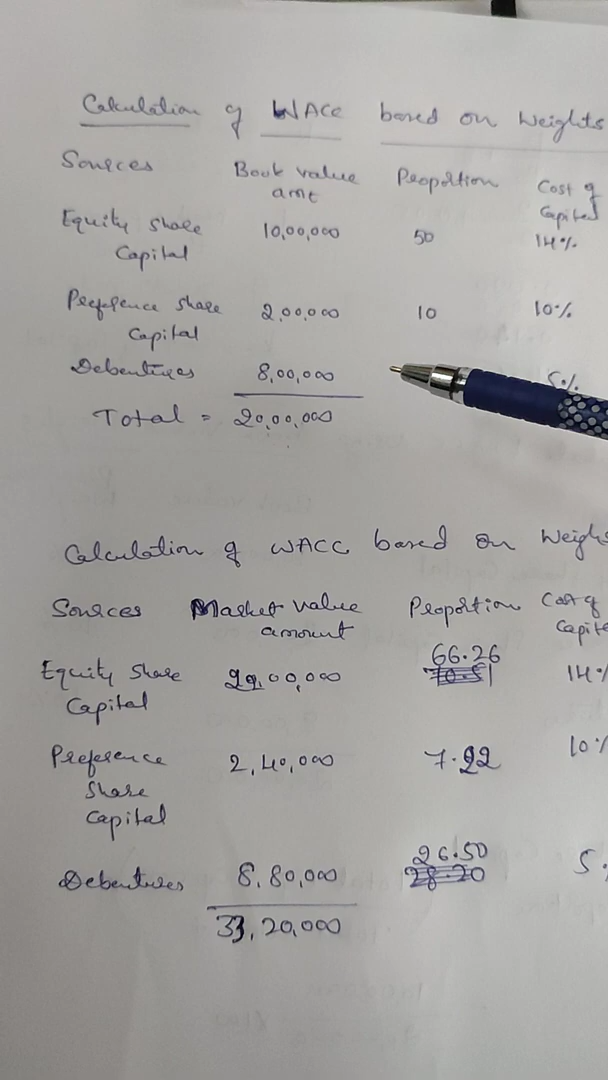 Calculation of WACC based on Weights
Sources Book value Proportion Cost of
amt Capital
Equity Share 10,00,000 50 14%
Capital
Preference Share 2,00,000 10 10%
Capital
Debentures 8,00,000 5%
Total = 20,00,000
Calculation of WACC based on Weigh
Sources Market value Proportion Cost of
amount Capit
66.26
Equity Share 22,00,000 14%
Capital
Preference 2,40,000 7.22 10%
Share
Capital
26.50
Debentures 8,80,000 5%
33,20,000